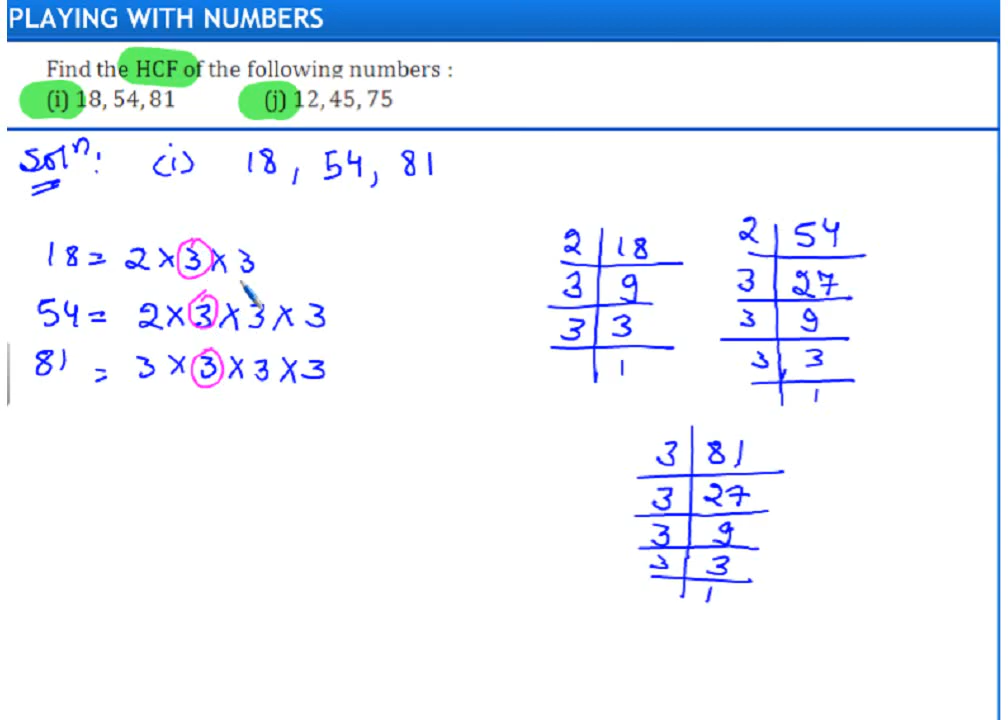 PLAYING WITH NUMBERS
Find the HCF of the following numbers :
(i) 18, 54, 81 (j) 12, 45, 75
Solⁿ: (i) 18, 54, 81
18 = 2 × 3 × 3
54 = 2 × 3 × 3 × 3
81 = 3 × 3 × 3 × 3
2 | 18
3 | 9
3 | 3
| 1
2 | 54
3 | 27
3 | 9
3 | 3
| 1
3 | 81
3 | 27
3 | 9
3 | 3
| 1